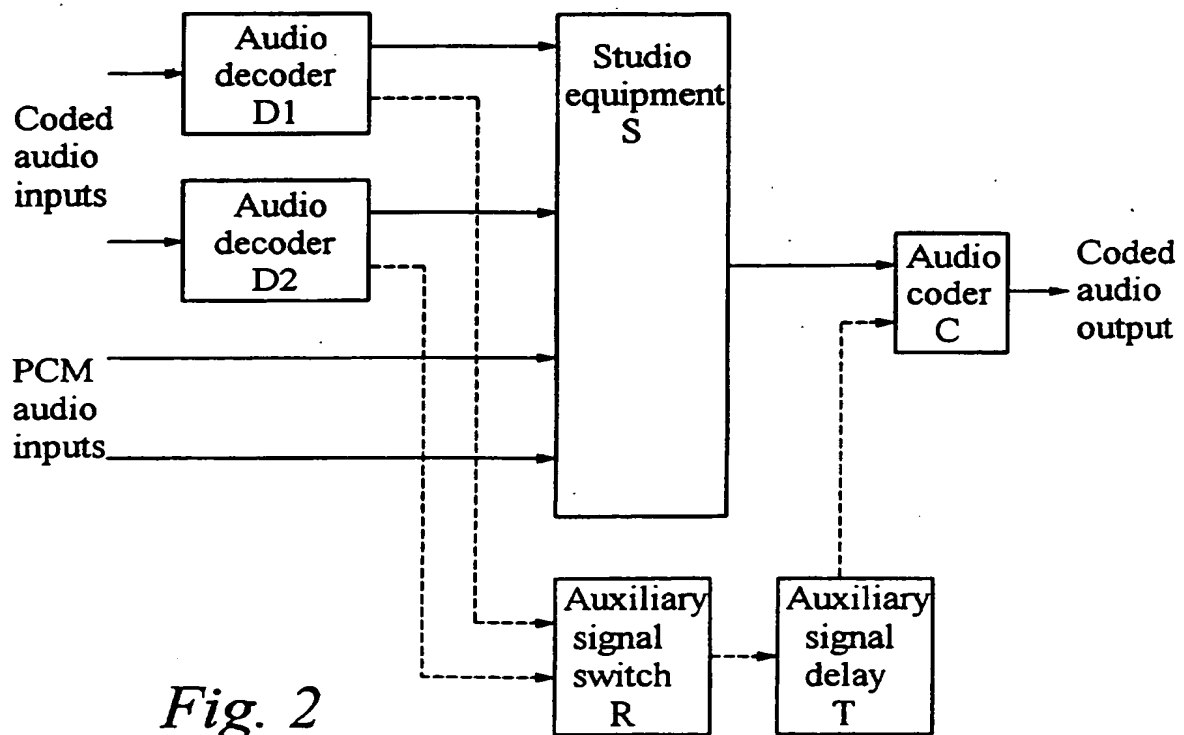 Audio
decoder
D1
Studio
equipment
S
Coded
audio
inputs
Audio
decoder
D2
Audio
coder
C
Coded
audio
output
PCM
audio
inputs
Auxiliary
signal
switch
R
Auxiliary
signal
delay
T
Fig. 2